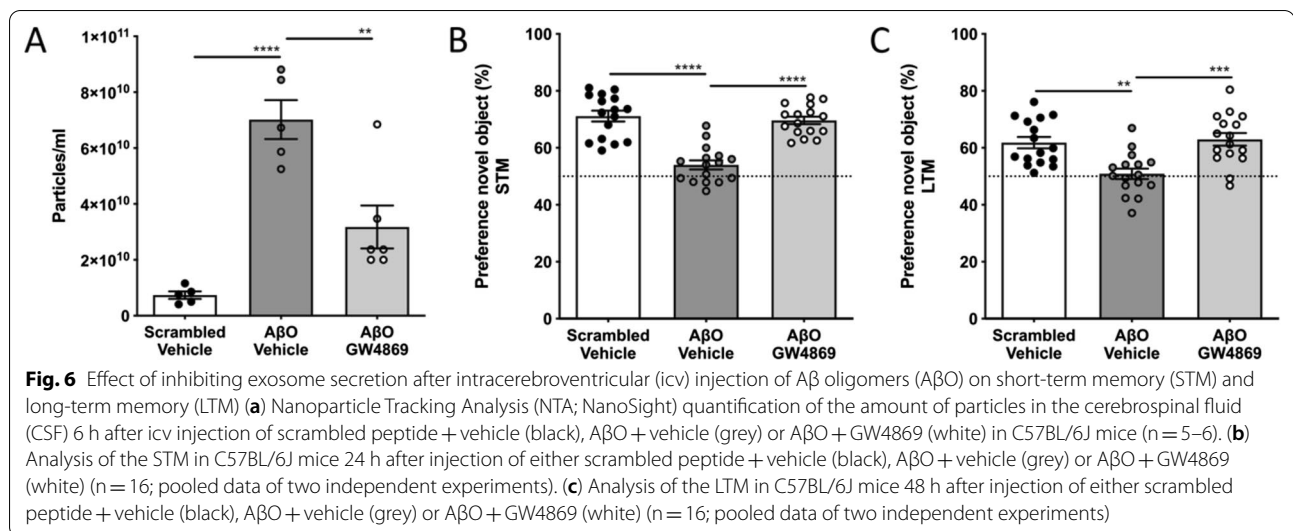 A
Particles/ml
1×10¹¹
8×10¹⁰
6×10¹⁰
4×10¹⁰
2×10¹⁰
0
****
**
Scrambled
Vehicle
AβO
Vehicle
AβO
GW4869
B
Preference novel object (%)
STM
100
80
60
40
20
0
****
****
Scrambled
Vehicle
AβO
Vehicle
AβO
GW4869
C
Preference novel object (%)
LTM
100
80
60
40
20
0
**
***
Scrambled
Vehicle
AβO
Vehicle
AβO
GW4869
Fig. 6 Effect of inhibiting exosome secretion after intracerebroventricular (icv) injection of Aβ oligomers (AβO) on short-term memory (STM) and
long-term memory (LTM) (a) Nanoparticle Tracking Analysis (NTA; NanoSight) quantification of the amount of particles in the cerebrospinal fluid
(CSF) 6 h after icv injection of scrambled peptide + vehicle (black), AβO + vehicle (grey) or AβO + GW4869 (white) in C57BL/6 mice (n = 5–6). (b)
Analysis of the STM in C57BL/6J mice 24 h after injection of either scrambled peptide + vehicle (black), AβO + vehicle (grey) or AβO + GW4869
(white) (n = 16; pooled data of two independent experiments). (c) Analysis of the LTM in C57BL/6J mice 48 h after injection of either scrambled
peptide + vehicle (black), AβO + vehicle (grey) or AβO + GW4869 (white) (n = 16; pooled data of two independent experiments)